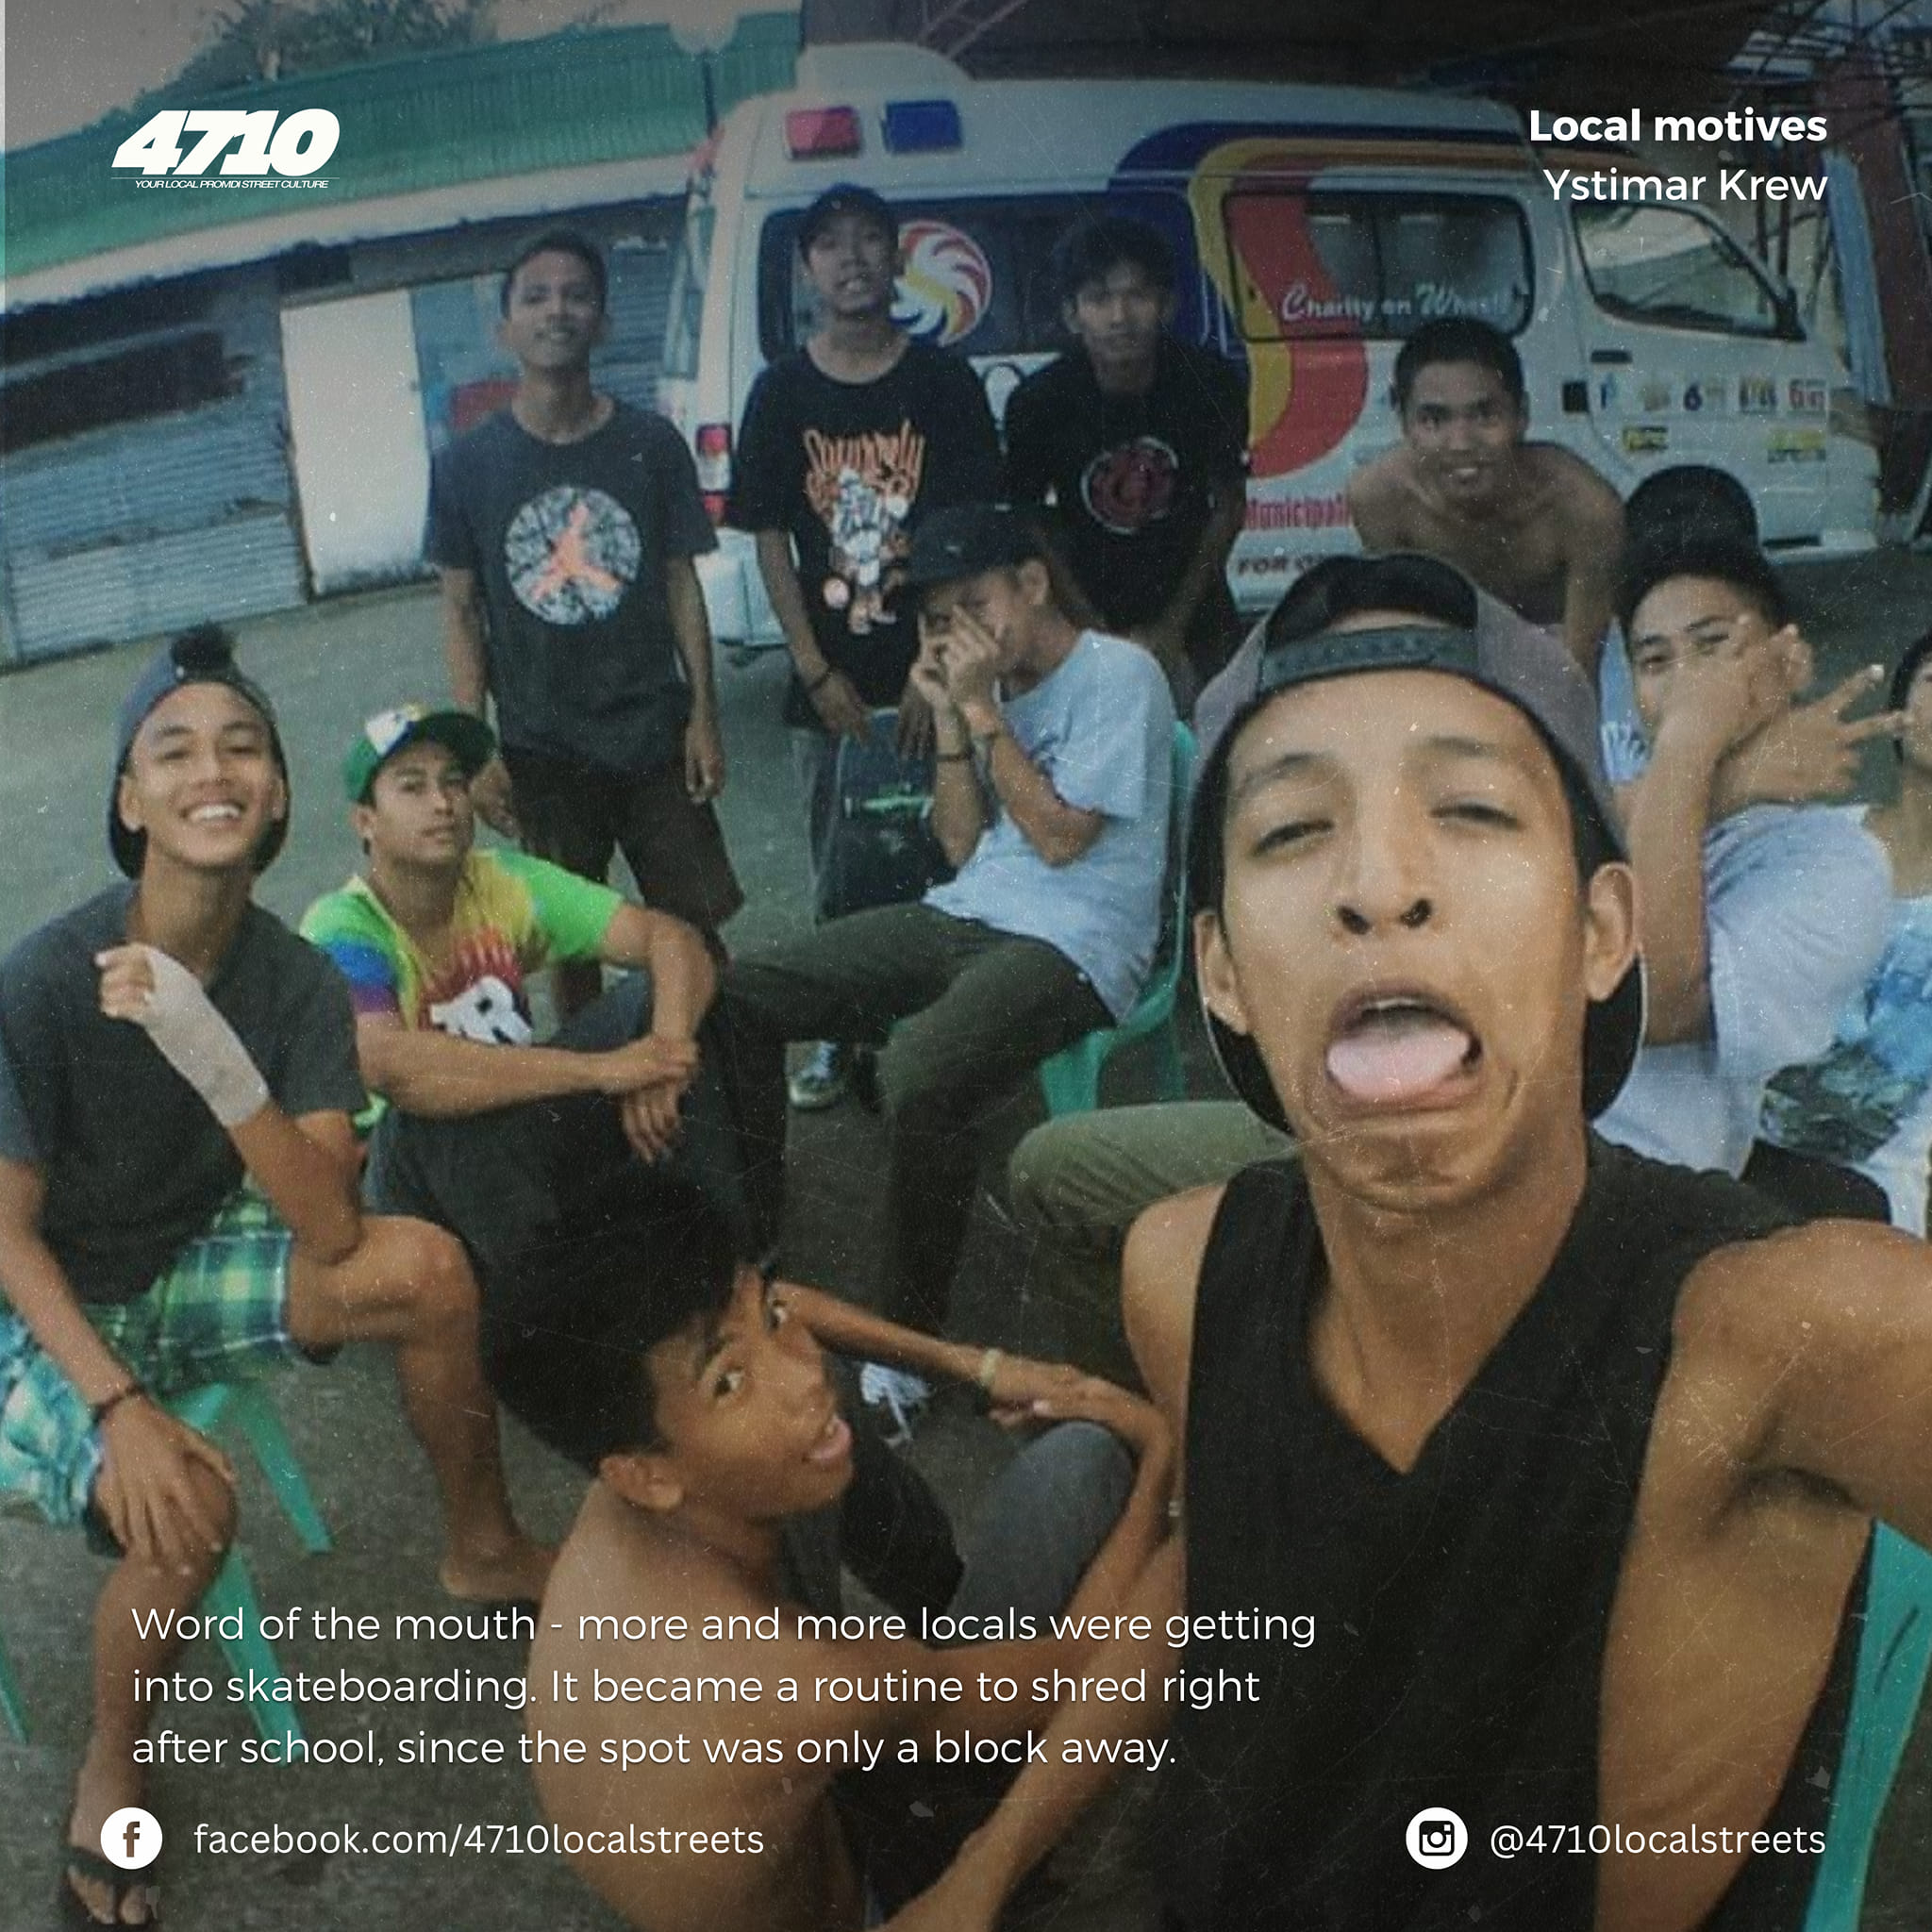 4710
YOUR LOCAL PROMDI STREET CULTURE
Local motives
Ystimar Krew
Charity on Wheels
Municipali
FOR O
R
Word of the mouth - more and more locals were getting
into skateboarding. It became a routine to shred right
after school, since the spot was only a block away.
facebook.com/4710localstreets
@4710localstreets